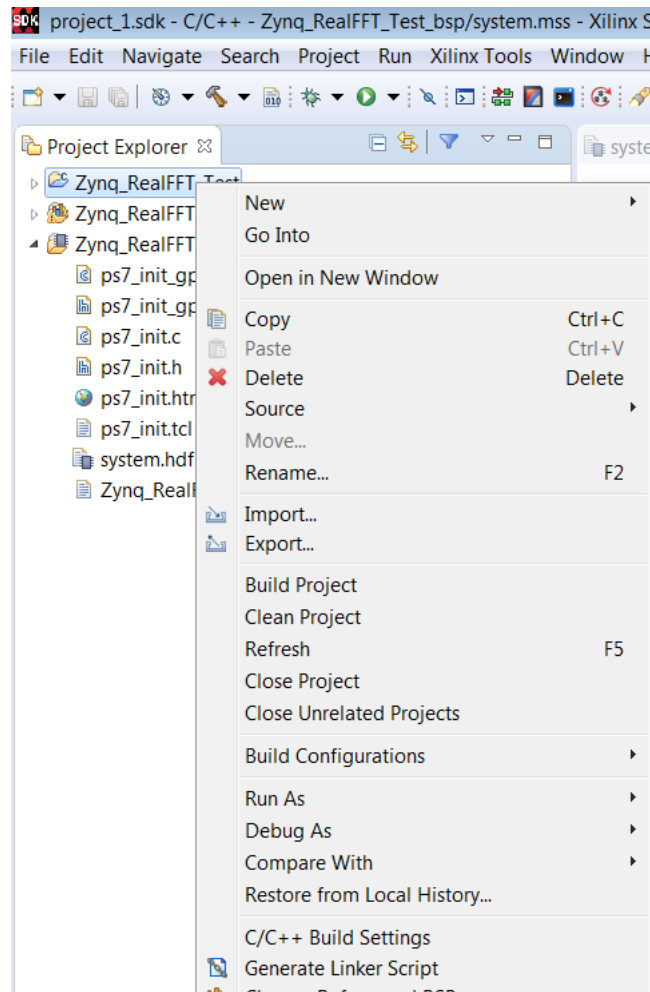 SDK project_1.sdk - C/C++ - Zynq_RealFFT_Test_bsp/system.mss - Xilinx S
File Edit Navigate Search Project Run Xilinx Tools Window H
010
Project Explorer
syste
Zynq_RealFFT_Test
Zynq_RealFFT
Zynq_RealFFT
ps7_init_gp
ps7_init_gp
ps7_init.c
ps7_init.h
ps7_init.htr
ps7_init.tcl
system.hdf
Zynq_Real
New
Go Into
Open in New Window
Copy Ctrl+C
Paste Ctrl+V
Delete Delete
Source
Move...
Rename... F2
Import...
Export...
Build Project
Clean Project
Refresh F5
Close Project
Close Unrelated Projects
Build Configurations
Run As
Debug As
Compare With
Restore from Local History...
C/C++ Build Settings
Generate Linker Script